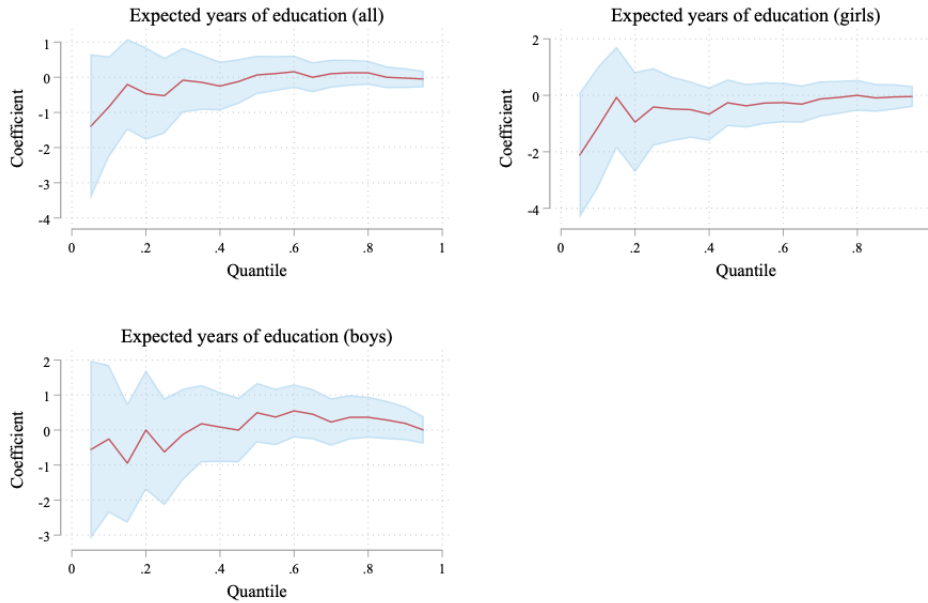 Expected years of education (all)
Coefficient
1
0
-1
-2
-3
-4
0 .2 .4 .6 .8 1
Quantile
Expected years of education (girls)
Coefficient
2
0
-2
-4
0 .2 .4 .6 .8
Quantile
Expected years of education (boys)
Coefficient
2
1
0
-1
-2
-3
0 .2 .4 .6 .8 1
Quantile